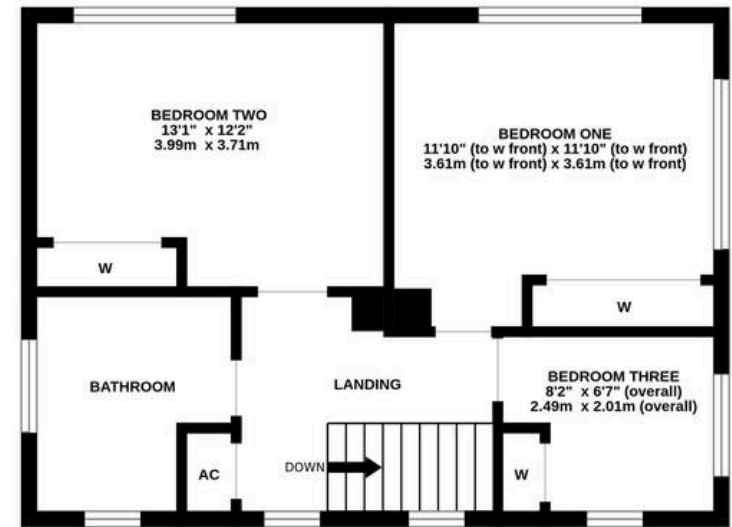 BEDROOM TWO
13'1" x 12'2"
3.99m x 3.71m
BEDROOM ONE
11'10" (to w front) x 11'10" (to w front)
3.61m (to w front) x 3.61m (to w front)
W
W
BATHROOM
LANDING
BEDROOM THREE
8'2" x 6'7" (overall)
2.49m x 2.01m (overall)
AC
DOWN
W